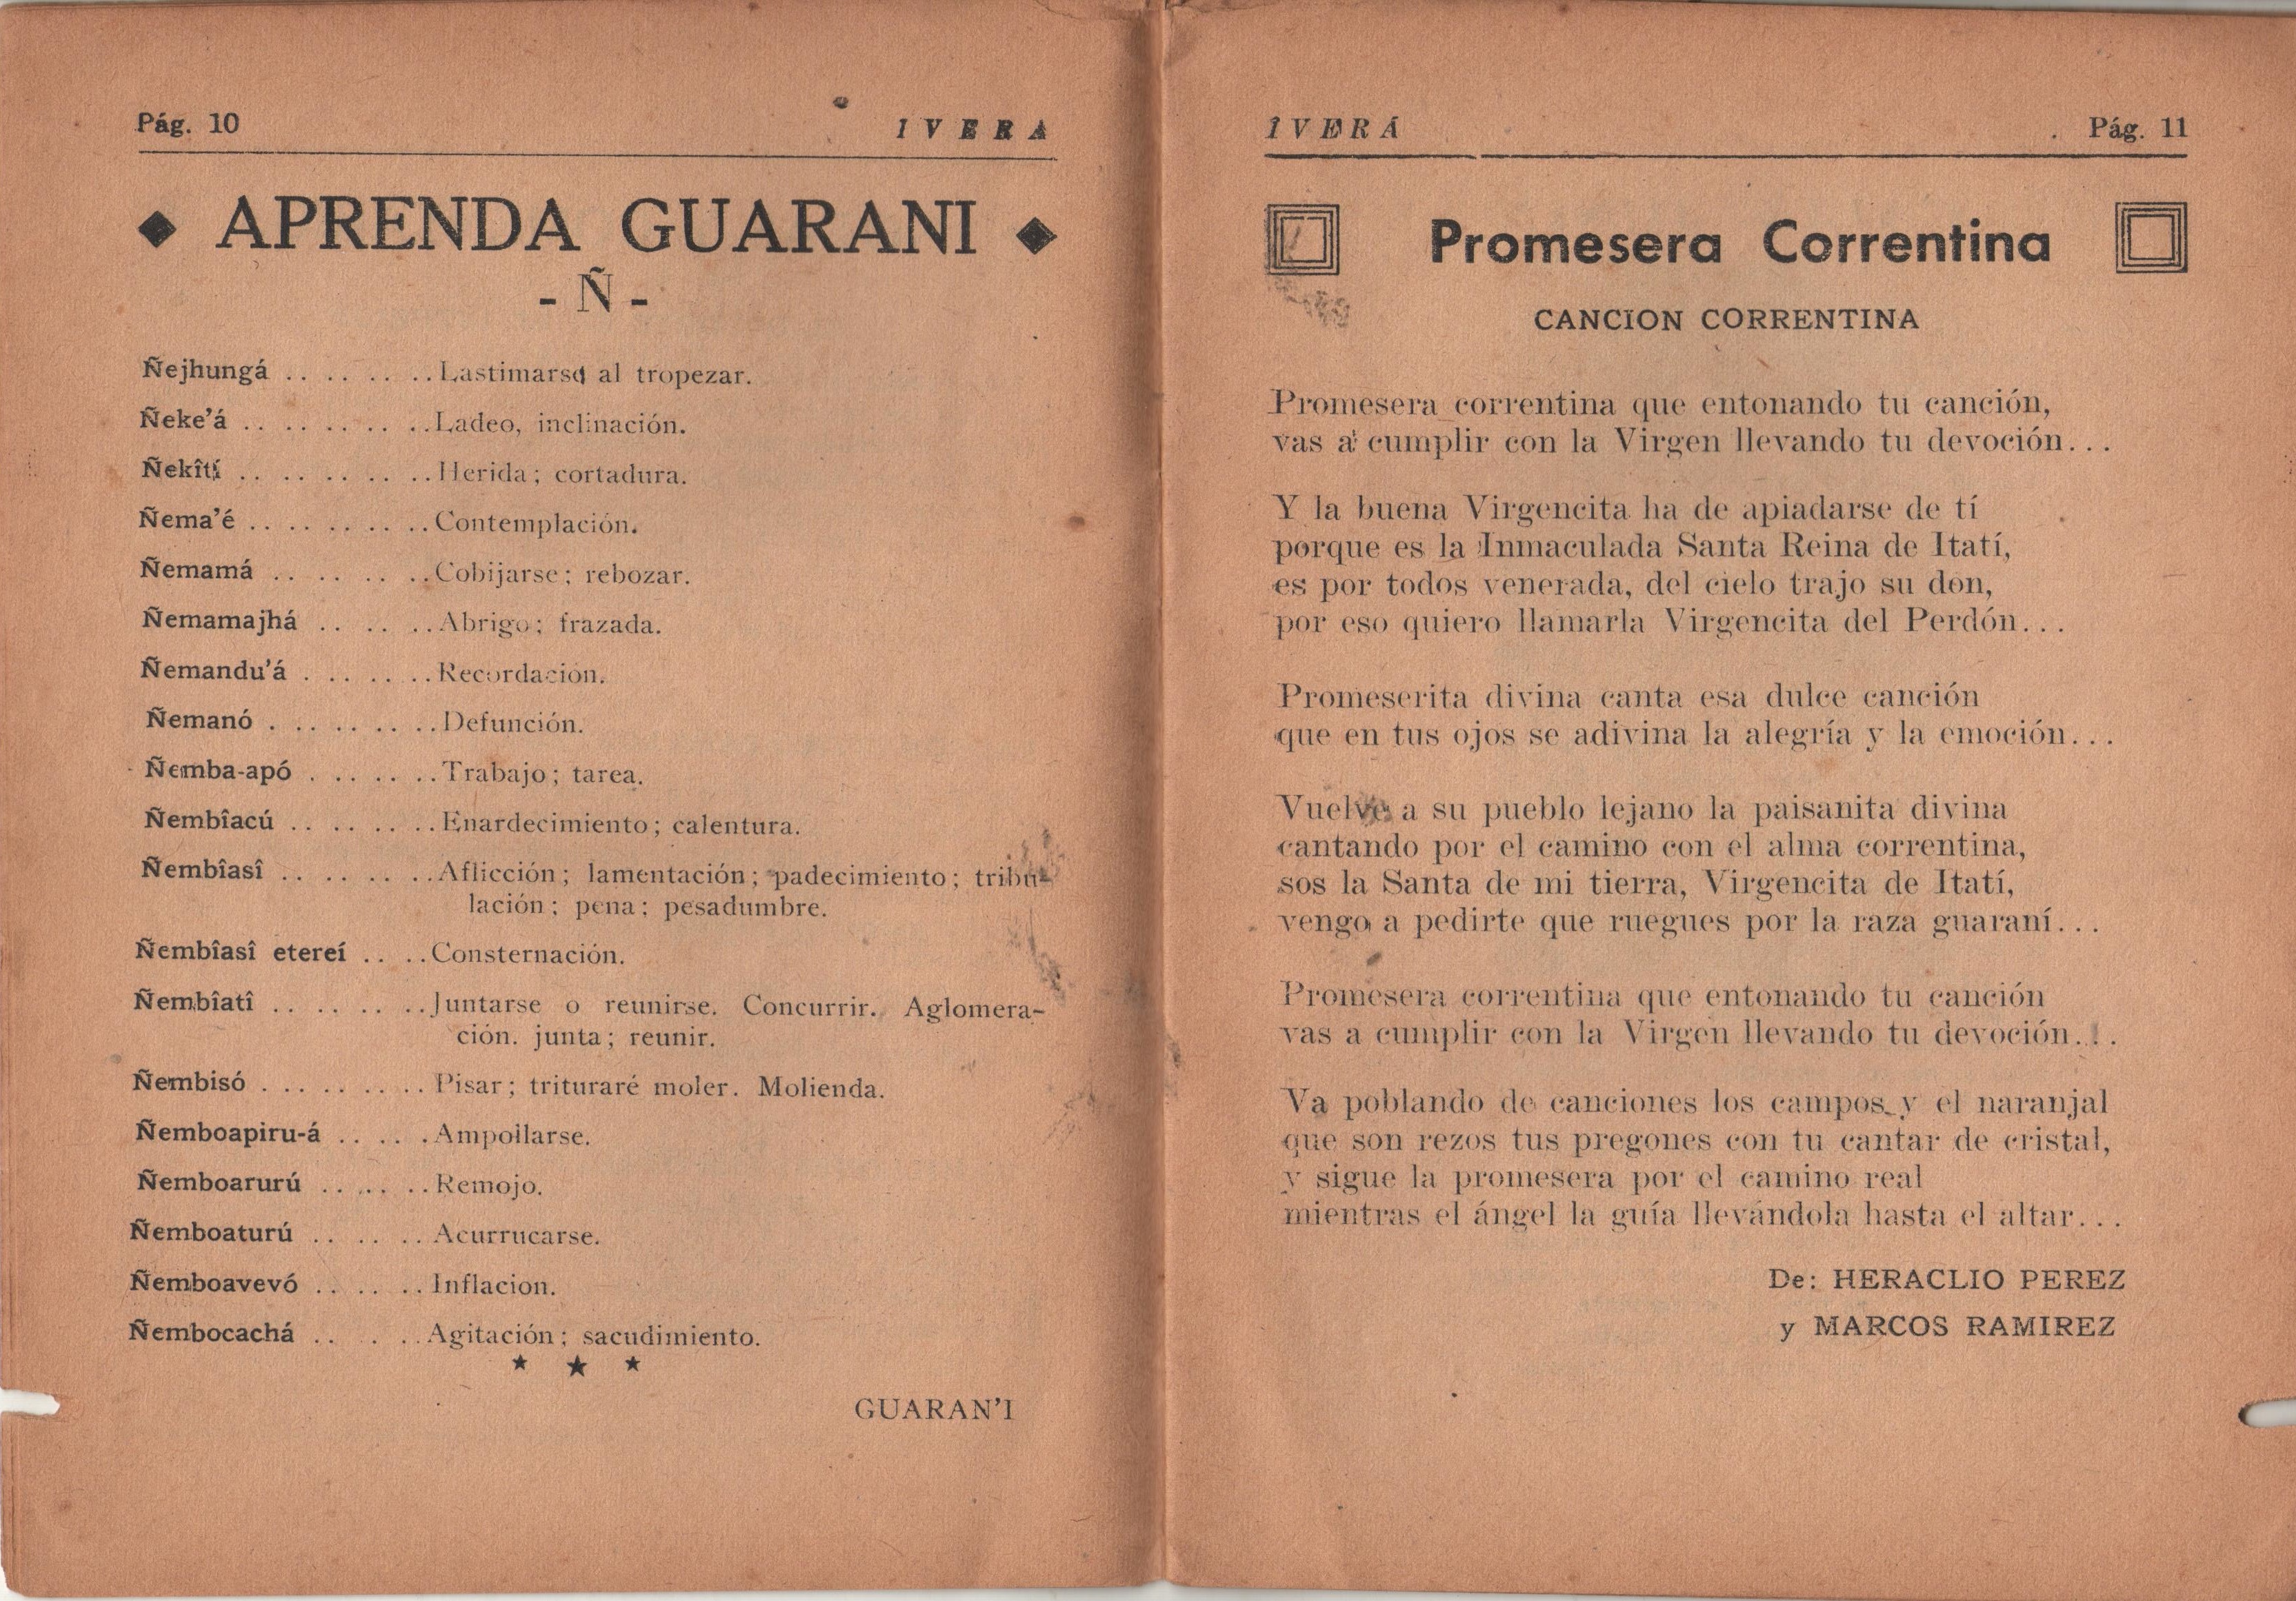 Pág. 10
IVERA
◆ APRENDA GUARANI ◆
- Ñ -
Ñejhungá .. .. .. ..Lastimarse al tropezar.
Ñeke’á .. .. .. .. ..Ladeo, inclinación.
Ñekîtí .. .. .. .. ..Herida; cortadura.
Ñema’é .. .. .. .. ..Contemplación.
Ñemamá .. .. .. ..Cobijarse; rebozar.
Ñemamajhá .. .. ..Abrigo; frazada.
Ñemandu’á . .. .. ..Recordación.
Ñemanó . .. .. .. ..Defunción.
Ñemba-apó . .. .. ..Trabajo; tarea.
Ñembîacú .. .. .. ..Enardecimiento; calentura.
Ñembîasî .. .. .. ..Aflicción; lamentación; padecimiento; tribu-
lación; pena; pesadumbre.
Ñembîasî etereí .. ..Consternación.
Ñembîatî .. .. .. ..Juntarse o reunirse. Concurrir. Aglomera-
ción. junta; reunir.
Ñembisó . .. .. .. ..Pisar; trituraré moler. Molienda.
Ñemboapiru-á .. .. .Ampollarse.
Ñemboarurú .. .. ..Remojo.
Ñemboaturú .. .. ..Acurrucarse.
Ñemboavevó .. .. ..Inflacion.
Ñembocachá .. . ..Agitación; sacudimiento.
★ ★ ★
GUARAN’I
ÎVERÁ
Pág. 11
Promesera Correntina
CANCION CORRENTINA
Promesera correntina que entonando tu canción,
vas a cumplir con la Virgen llevando tu devoción...
Y la buena Virgencita ha de apiadarse de tí
porque es la Inmaculada Santa Reina de Itatí,
es por todos venerada, del cielo trajo su don,
por eso quiero llamarla Virgencita del Perdón...
Promeserita divina canta esa dulce canción
que en tus ojos se adivina la alegría y la emoción...
Vuelve a su pueblo lejano la paisanita divina
cantando por el camino con el alma correntina,
sos la Santa de mi tierra, Virgencita de Itatí,
vengo a pedirte que ruegues por la raza guaraní...
Promesera correntina que entonando tu canción
vas a cumplir con la Virgen llevando tu devoción...
Va poblando de canciones los campos y el naranjal
que son rezos tus pregones con tu cantar de cristal,
y sigue la promesera por el camino real
mientras el ángel la guía llevándola hasta el altar...
De: HERACLIO PEREZ
y MARCOS RAMIREZ